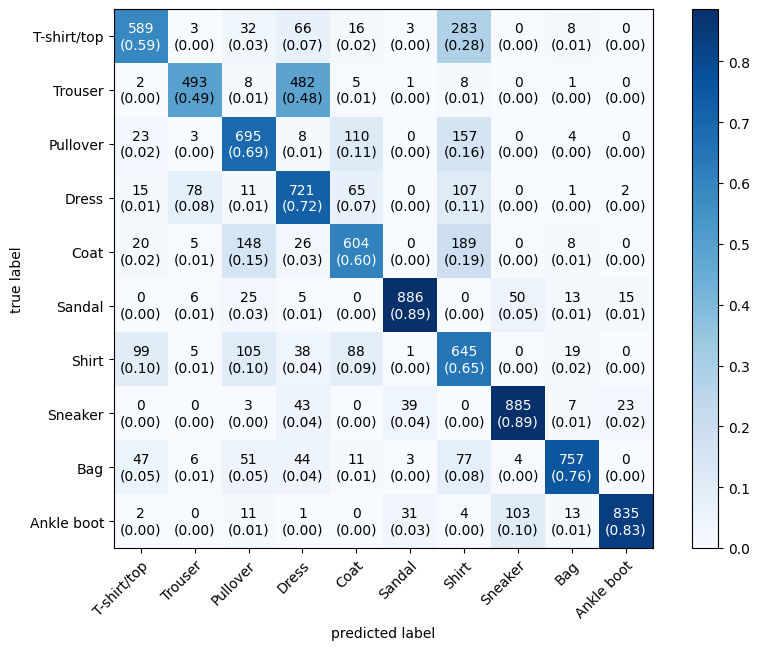 T-shirt/top 589 3 32 66 16 3 283 0 8 0
(0.59) (0.00) (0.03) (0.07) (0.02) (0.00) (0.28) (0.00) (0.01) (0.00)
Trouser 2 493 8 482 5 1 8 0 1 0
(0.00) (0.49) (0.01) (0.48) (0.01) (0.00) (0.01) (0.00) (0.00) (0.00)
Pullover 23 3 695 8 110 0 157 0 4 0
(0.02) (0.00) (0.69) (0.01) (0.11) (0.00) (0.16) (0.00) (0.00) (0.00)
Dress 15 78 11 721 65 0 107 0 1 2
(0.01) (0.08) (0.01) (0.72) (0.07) (0.00) (0.11) (0.00) (0.00) (0.00)
Coat 20 5 148 26 604 0 189 0 8 0
(0.02) (0.01) (0.15) (0.03) (0.60) (0.00) (0.19) (0.00) (0.01) (0.00)
Sandal 0 6 25 5 0 886 0 50 13 15
(0.00) (0.01) (0.03) (0.01) (0.00) (0.89) (0.00) (0.05) (0.01) (0.01)
Shirt 99 5 105 38 88 1 645 0 19 0
(0.10) (0.01) (0.10) (0.04) (0.09) (0.00) (0.65) (0.00) (0.02) (0.00)
Sneaker 0 0 3 43 0 39 0 885 7 23
(0.00) (0.00) (0.00) (0.04) (0.00) (0.04) (0.00) (0.89) (0.01) (0.02)
Bag 47 6 51 44 11 3 77 4 757 0
(0.05) (0.01) (0.05) (0.04) (0.01) (0.00) (0.08) (0.00) (0.76) (0.00)
Ankle boot 2 0 11 1 0 31 4 103 13 835
(0.00) (0.00) (0.01) (0.00) (0.00) (0.03) (0.00) (0.10) (0.01) (0.83)
T-shirt/top Trouser Pullover Dress Coat Sandal Shirt Sneaker Bag Ankle boot
predicted label
true label
0.8
0.7
0.6
0.5
0.4
0.3
0.2
0.1
0.0